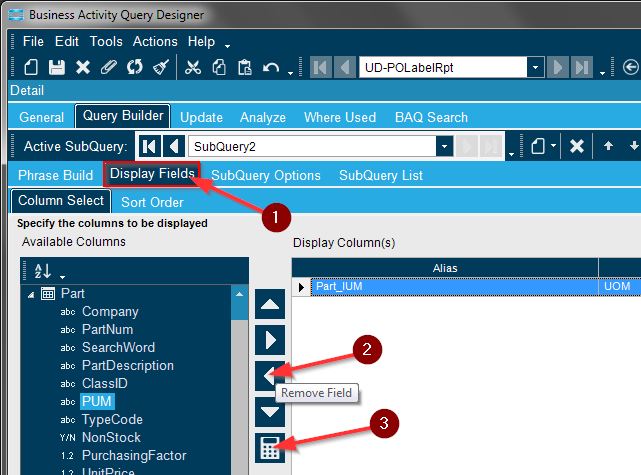 Business Activity Query Designer
File Edit Tools Actions Help
UD-POLabelRpt
Detail
General Query Builder Update Analyze Where Used BAQ Search
Active SubQuery: SubQuery2
Phrase Build Display Fields SubQuery Options SubQuery List
Column Select Sort Order
1
Specify the columns to be displayed
Available Columns
Display Column(s)
A
Z
Alias
Part
Part_IUM UOM
abc Company
abc PartNum
abc SearchWord
2
abc PartDescription
abc ClassID
Remove Field
abc PUM
abc TypeCode
3
Y/N NonStock
1.2 PurchasingFactor
1.2 UnitPrice